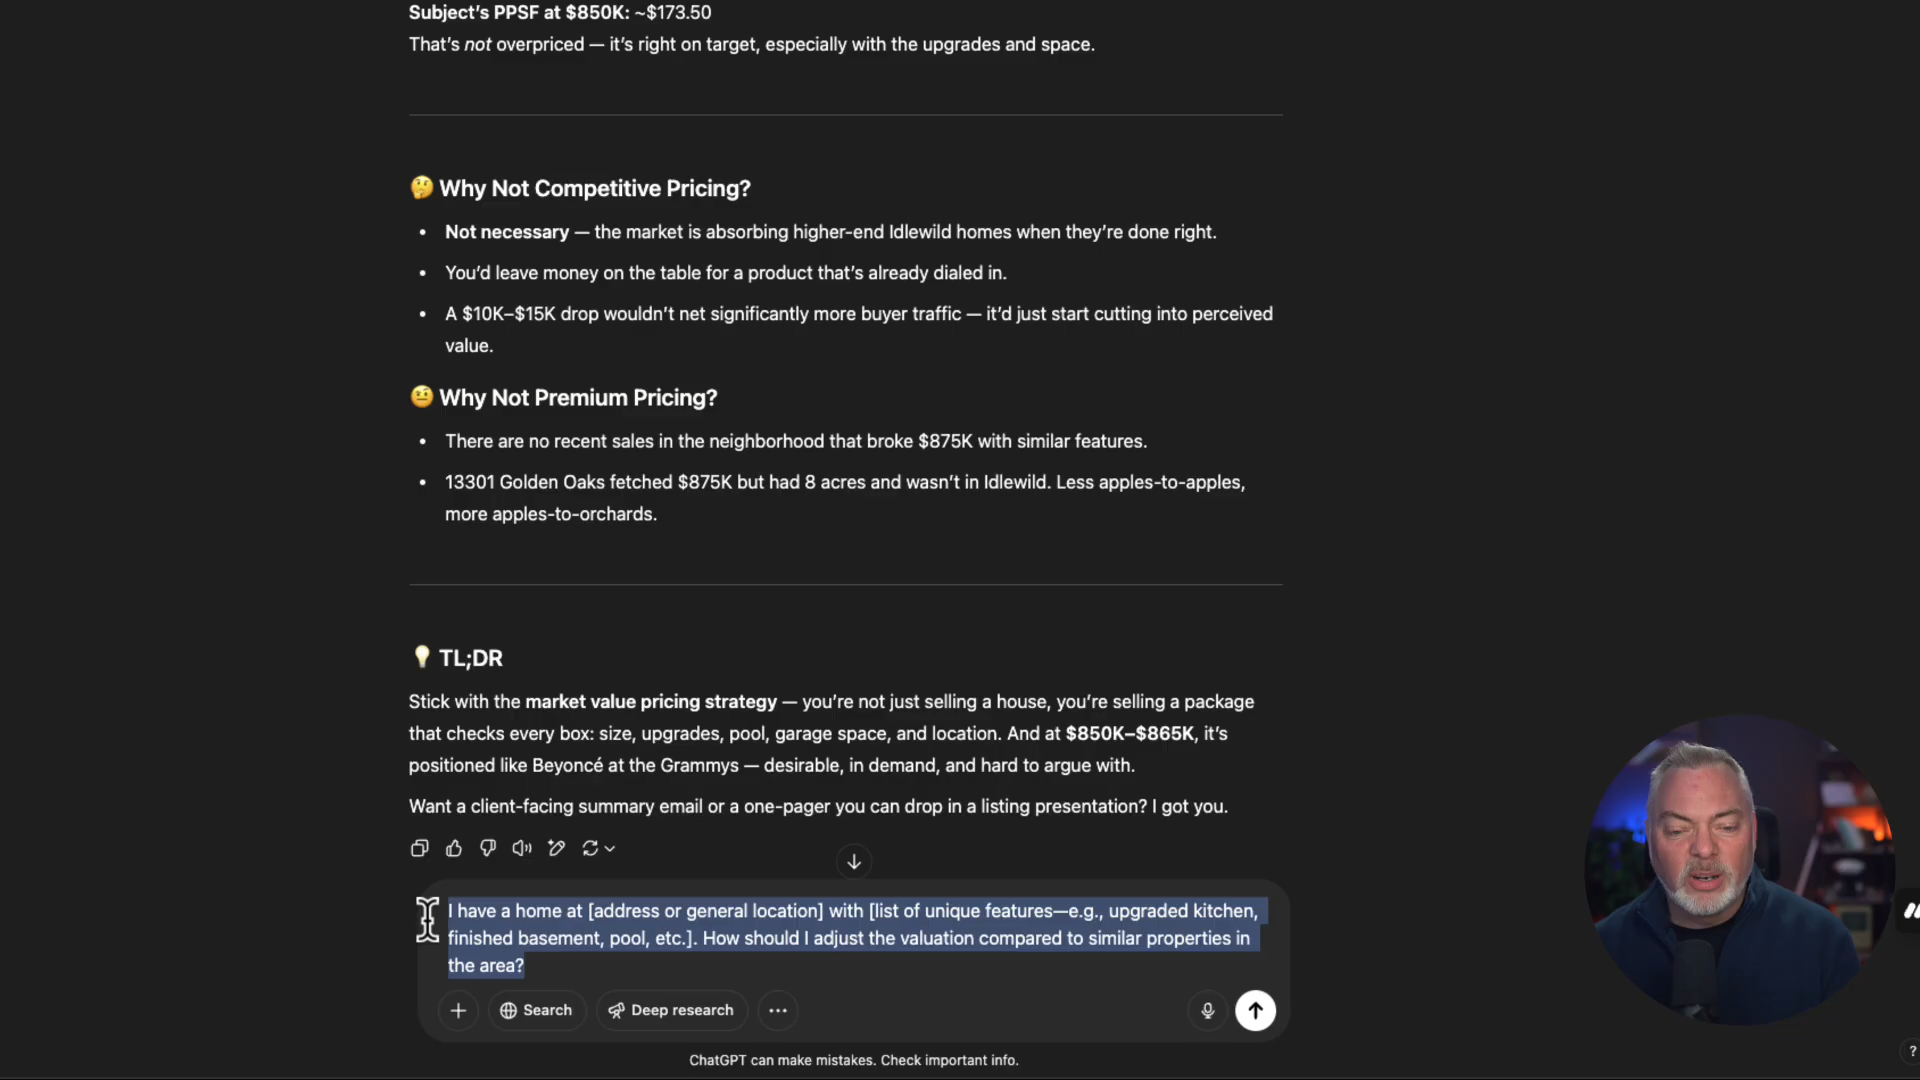 Subject's PPSF at $850K: ~$173.50
That's not overpriced — it's right on target, especially with the upgrades and space.
🤔 Why Not Competitive Pricing?
• Not necessary — the market is absorbing higher-end Idlewild homes when they're done right.
• You'd leave money on the table for a product that's already dialed in.
• A $10K–$15K drop wouldn't net significantly more buyer traffic — it'd just start cutting into perceived
value.
🤨 Why Not Premium Pricing?
• There are no recent sales in the neighborhood that broke $875K with similar features.
• 13301 Golden Oaks fetched $875K but had 8 acres and wasn't in Idlewild. Less apples-to-apples,
more apples-to-orchards.
💡 TL;DR
Stick with the market value pricing strategy — you're not just selling a house, you're selling a package
that checks every box: size, upgrades, pool, garage space, and location. And at $850K–$865K, it's
positioned like Beyoncé at the Grammys — desirable, in demand, and hard to argue with.
Want a client-facing summary email or a one-pager you can drop in a listing presentation? I got you.
I have a home at [address or general location] with [list of unique features—e.g., upgraded kitchen,
finished basement, pool, etc.]. How should I adjust the valuation compared to similar properties in
the area?
Search
Deep research
ChatGPT can make mistakes. Check important info.
?